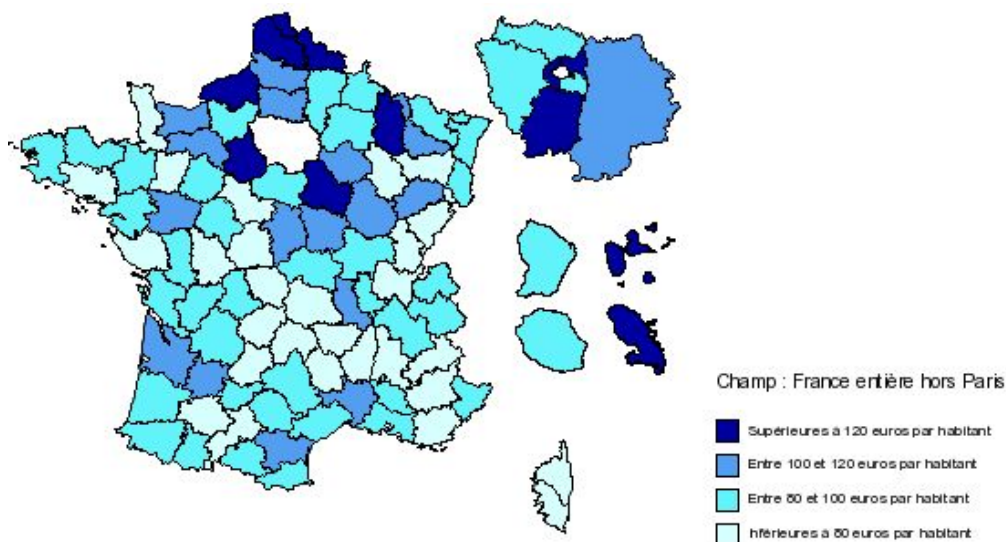 Champ : France entière hors Paris
Supérieures à 120 euros par habitant
Entre 100 et 120 euros par habitant
Entre 80 et 100 euros par habitant
nférieures à 80 euros par habitant